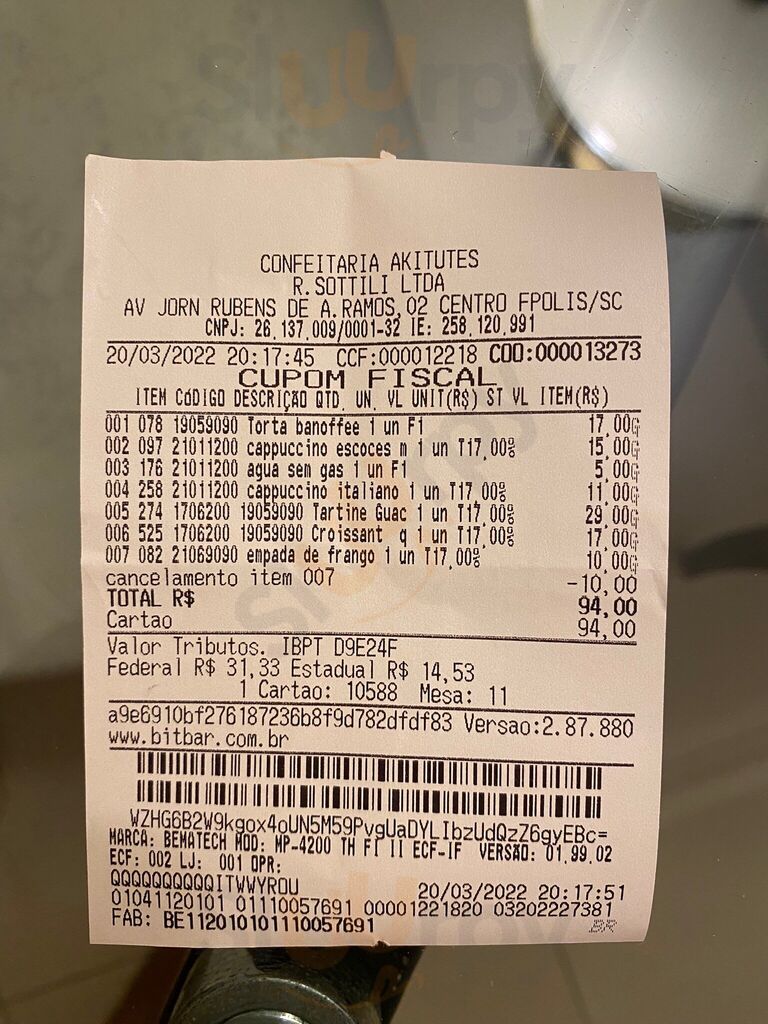 CONFEITARIA AKITUTES
R.SOTTILI LTDA
AV JORN RUBENS DE A.RAMOS,02 CENTRO FPOLIS/SC
CNPJ: 26.137.009/0001-32 IE: 258.120.991
20/03/2022 20:17:45 CCF:000012218 COO:000013273
CUPOM FISCAL
ITEM CÓDIGO DESCRIÇÃO QTD. UN. VL UNIT(R$) ST VL ITEM(R$)
001 078 19059090 Torta banoffee 1 un F1 17,00G
002 097 21011200 cappuccino escoces m 1 un T17,00% 15,00G
003 176 21011200 agua sem gas 1 un F1 5,00G
004 258 21011200 cappuccino italiano 1 un T17,00% 11,00G
005 274 1706200 19059090 Tartine Guac 1 un T17,00% 29,00G
006 525 1706200 19059090 Croissant q 1 un T17,00% 17,00G
007 082 21069090 empada de frango 1 un T17,00% 10,00G
cancelamento item 007 -10,00
TOTAL R$ 94,00
Cartao 94,00
Valor Tributos. IBPT D9E24F
Federal R$ 31,33 Estadual R$ 14,53
1 Cartao: 10588 Mesa: 11
a9e6910bf276187236b8f9d782dfdf83 Versao:2.87.880
www.bitbar.com.br
WZHG6B2W9kgox4oUN5M59PvgUaDYLIbzUdQzZ6gyEBc=
MARCA: BEMATECH MOD: MP-4200 TH FI II ECF-IF VERSÃO: 01.99.02
ECF: 002 LJ: 001 OPR:
QQQQQQQQQQITWWYROU 20/03/2022 20:17:51
01041120101 01110057691 00001221820 03202227381
FAB: BE112010101110057691 BR
Sluurpy
Sluurpy
Sluurpy